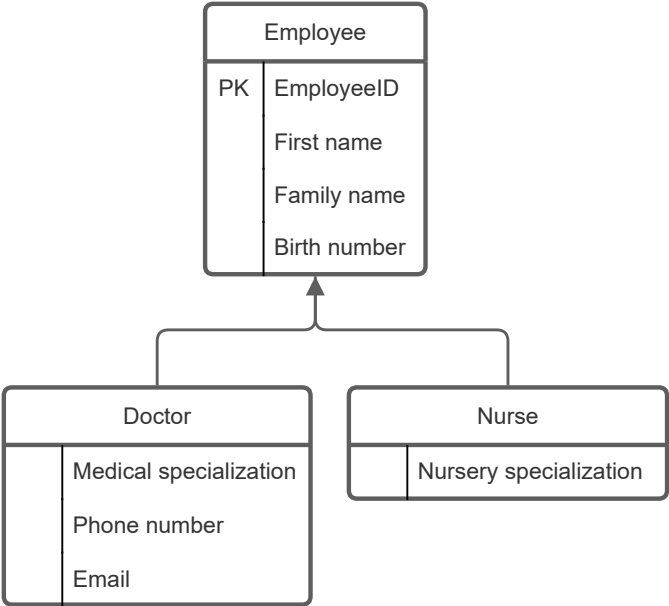 Employee
PK EmployeeID
First name
Family name
Birth number
Doctor
Medical specialization
Phone number
Email
Nurse
Nursery specialization